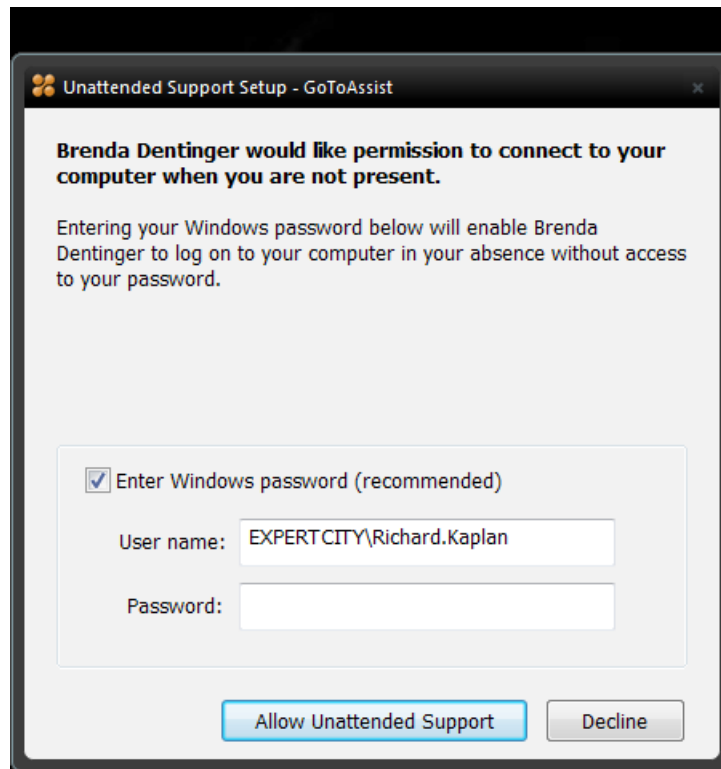 Unattended Support Setup - GoToAssist
Brenda Dentinger would like permission to connect to your
computer when you are not present.
Entering your Windows password below will enable Brenda
Dentinger to log on to your computer in your absence without access
to your password.
Enter Windows password (recommended)
User name: EXPERTCITY\Richard.Kaplan
Password:
Allow Unattended Support Decline